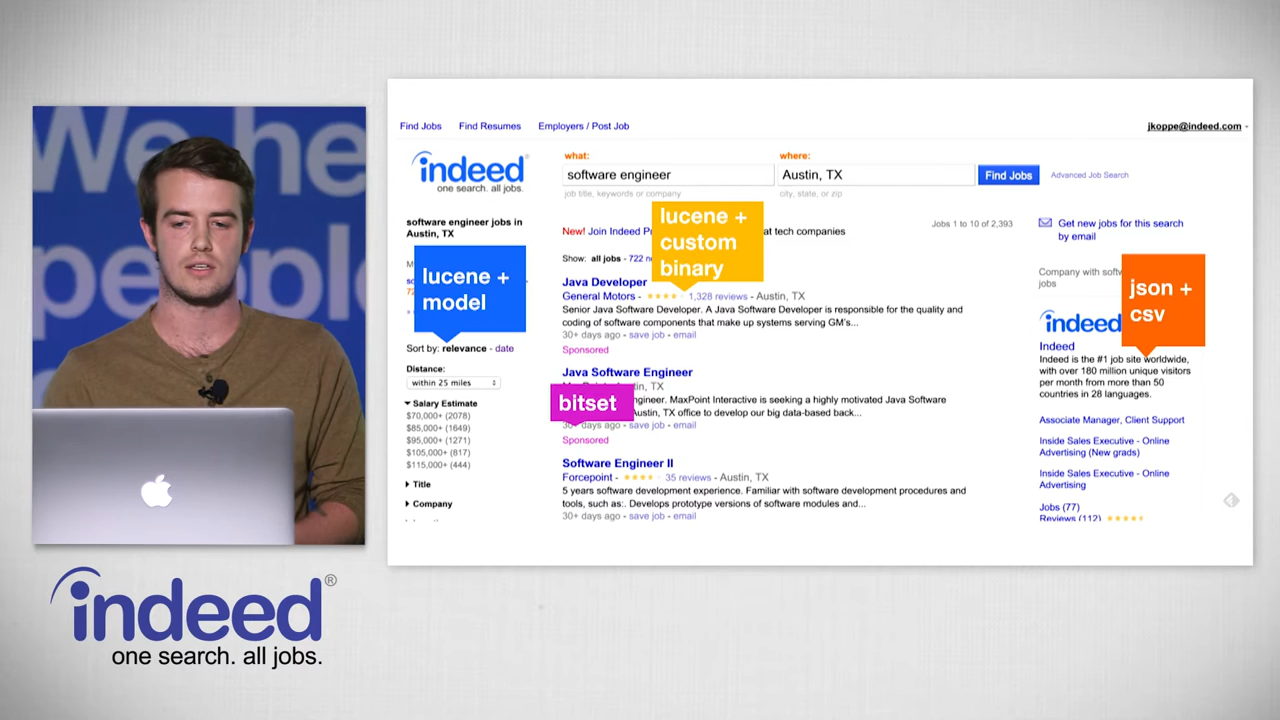 We he
people
indeed®
one search. all jobs.
Find Jobs Find Resumes Employers / Post Job
jkoppe@indeed.com
indeed
one search. all jobs.
what:
software engineer
job title, keywords or company
where:
Austin, TX
city, state, or zip
Find Jobs
Advanced Job Search
software engineer jobs in
Austin, TX
lucene +
model
Sort by: relevance - date
Distance:
within 25 miles
Salary Estimate
$70,000+ (2078)
$85,000+ (1649)
$95,000+ (1271)
$105,000+ (817)
$115,000+ (444)
Title
Company
New! Join Indeed at tech companies
Jobs 1 to 10 of 2,393
Show: all jobs - 722
lucene +
custom
binary
Java Developer
General Motors - 1,328 reviews - Austin, TX
Senior Java Software Developer. A Java Software Developer is responsible for the quality and
coding of software components that make up systems serving GM's...
30+ days ago - save job - email
Sponsored
Java Software Engineer
TX
bitset
MaxPoint Interactive is seeking a highly motivated Java Software
Austin, TX office to develop our big data-based back...
30+ days ago - save job - email
Sponsored
Software Engineer II
Forcepoint - 35 reviews - Austin, TX
5 years software development experience. Familiar with software development procedures and
tools, such as:. Develops prototype versions of software modules and...
30+ days ago - save job - email
Get new jobs for this search
by email
Company with
jobs
json +
csv
indeed
Indeed
Indeed is the #1 job site worldwide,
with over 180 million unique visitors
per month from more than 50
countries in 28 languages.
Associate Manager, Client Support
Inside Sales Executive - Online
Advertising (New grads)
Inside Sales Executive - Online
Advertising
Jobs (77)
Reviews (112)